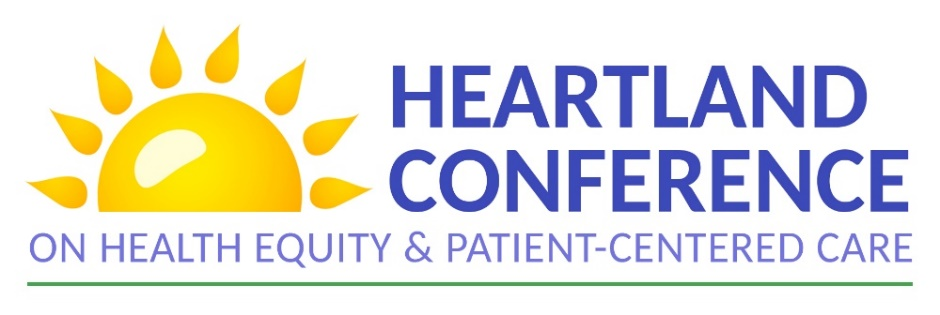 HEARTLAND
CONFERENCE
ON HEALTH EQUITY & PATIENT-CENTERED CARE